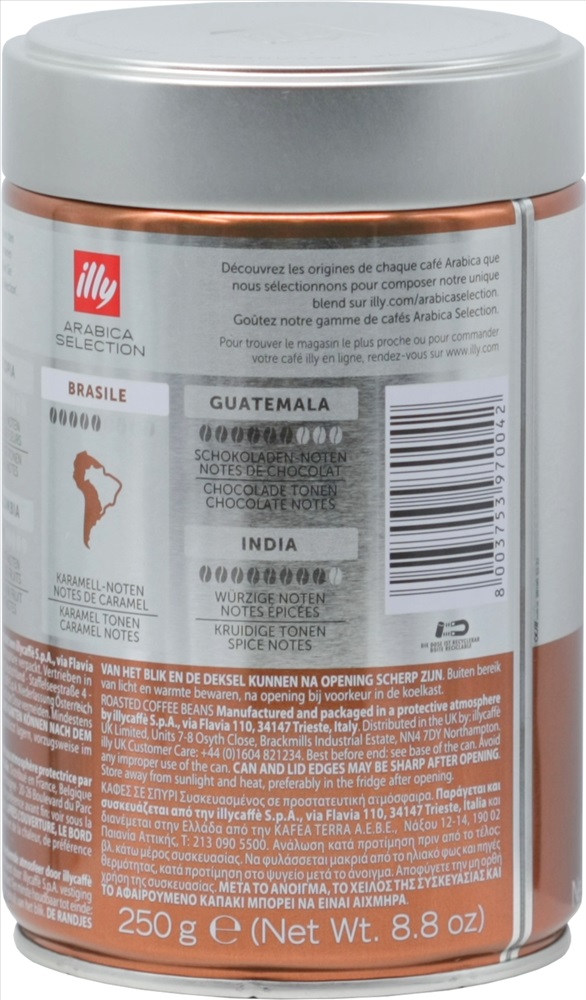 illy
ARABICA
SELECTION
Découvrez les origines de chaque café Arabica que
nous sélectionnons pour composer notre unique
blend sur illy.com/arabicaselection.
Goûtez notre gamme de cafés Arabica Selection.
Pour trouver le magasin le plus proche ou pour commander
votre café illy en ligne, rendez-vous sur www.illy.com
BRASILE
KARAMELL-NOTEN
NOTES DE CARAMEL
KARAMEL TONEN
CARAMEL NOTES
GUATEMALA
SCHOKOLADEN-NOTEN
NOTES DE CHOCOLAT
CHOCOLADE TONEN
CHOCOLATE NOTES
INDIA
WÜRZIGE NOTEN
NOTES ÉPICÉES
KRUIDIGE TONEN
SPICE NOTES
8 003753 970042
DIE DOSE IST RECYCELBAR
BOITE RECYCLABLE
VAN HET BLIK EN DE DEKSEL KUNNEN NA OPENING SCHERP ZIJN. Buiten bereik
van licht en warmte bewaren, na opening bij voorkeur in de koelkast.
ROASTED COFFEE BEANS Manufactured and packaged in a protective atmosphere
by illycaffè S.p.A., via Flavia 110, 34147 Trieste, Italy. Distributed in the UK by: illycaffè
UK Limited, Units 7-8 Osyth Close, Brackmills Industrial Estate, NN4 7DY Northampton.
illy UK Customer Care: +44 (0)1604 821234. Best before end: see base of the can. Avoid
any improper use of the can. CAN AND LID EDGES MAY BE SHARP AFTER OPENING.
Store away from sunlight and heat, preferably in the fridge after opening.
ΚΑΦΕΣ ΣΕ ΣΠΥΡΙ Συσκευασμένος σε προστατευτική ατμόσφαιρα. Παράγεται και
συσκευάζεται από την illycaffè S.p.A., via Flavia 110, 34147 Trieste, Italia και
διανέμεται στην Ελλάδα από την KAFEA TERRA A.E.B.E., Νάξου 12-14, 190 02
Παιανία Αττικής, Τ: 213 090 5500. Ανάλωση κατά προτίμηση πριν από το τέλος:
βλ. κάτω μέρος συσκευασίας. Να φυλάσσεται μακριά από το ηλιακό φως και πηγές
θερμότητας, κατά προτίμηση στο ψυγείο μετά το άνοιγμα. Αποφύγετε την μη ορθή
χρήση της συσκευασίας. ΜΕΤΑ ΤΟ ΑΝΟΙΓΜΑ, ΤΟ ΧΕΙΛΟΣ ΤΗΣ ΣΥΣΚΕΥΑΣΙΑΣ ΚΑΙ
ΤΟ ΑΦΑΙΡΟΥΜΕΝΟ ΚΑΠΑΚΙ ΜΠΟΡΕΙ ΝΑ ΕΙΝΑΙ ΑΙΧΜΗΡΑ.
250 g ℮ (Net Wt. 8.8 oz)